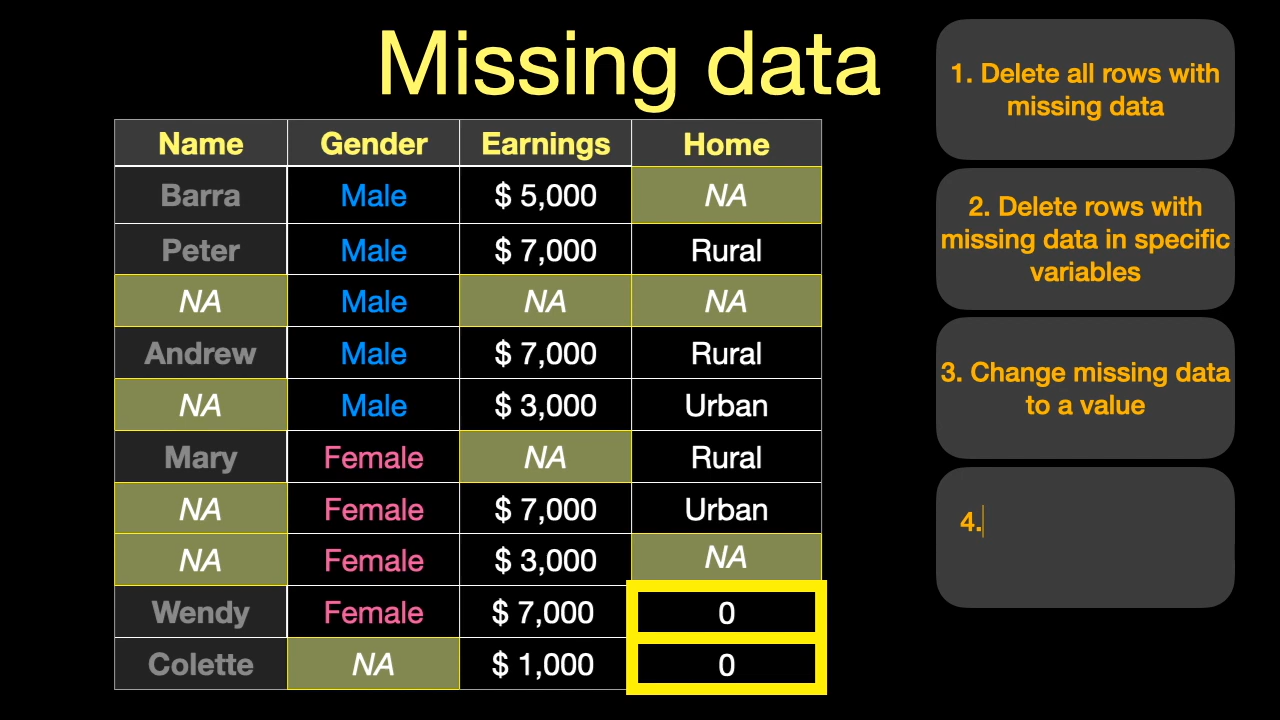 Missing data
Name Gender Earnings Home
Barra Male $ 5,000 NA
Peter Male $ 7,000 Rural
NA Male NA NA
Andrew Male $ 7,000 Rural
NA Male $ 3,000 Urban
Mary Female NA Rural
NA Female $ 7,000 Urban
NA Female $ 3,000 NA
Wendy Female $ 7,000 0
Colette NA $ 1,000 0
1. Delete all rows with
missing data
2. Delete rows with
missing data in specific
variables
3. Change missing data
to a value
4.